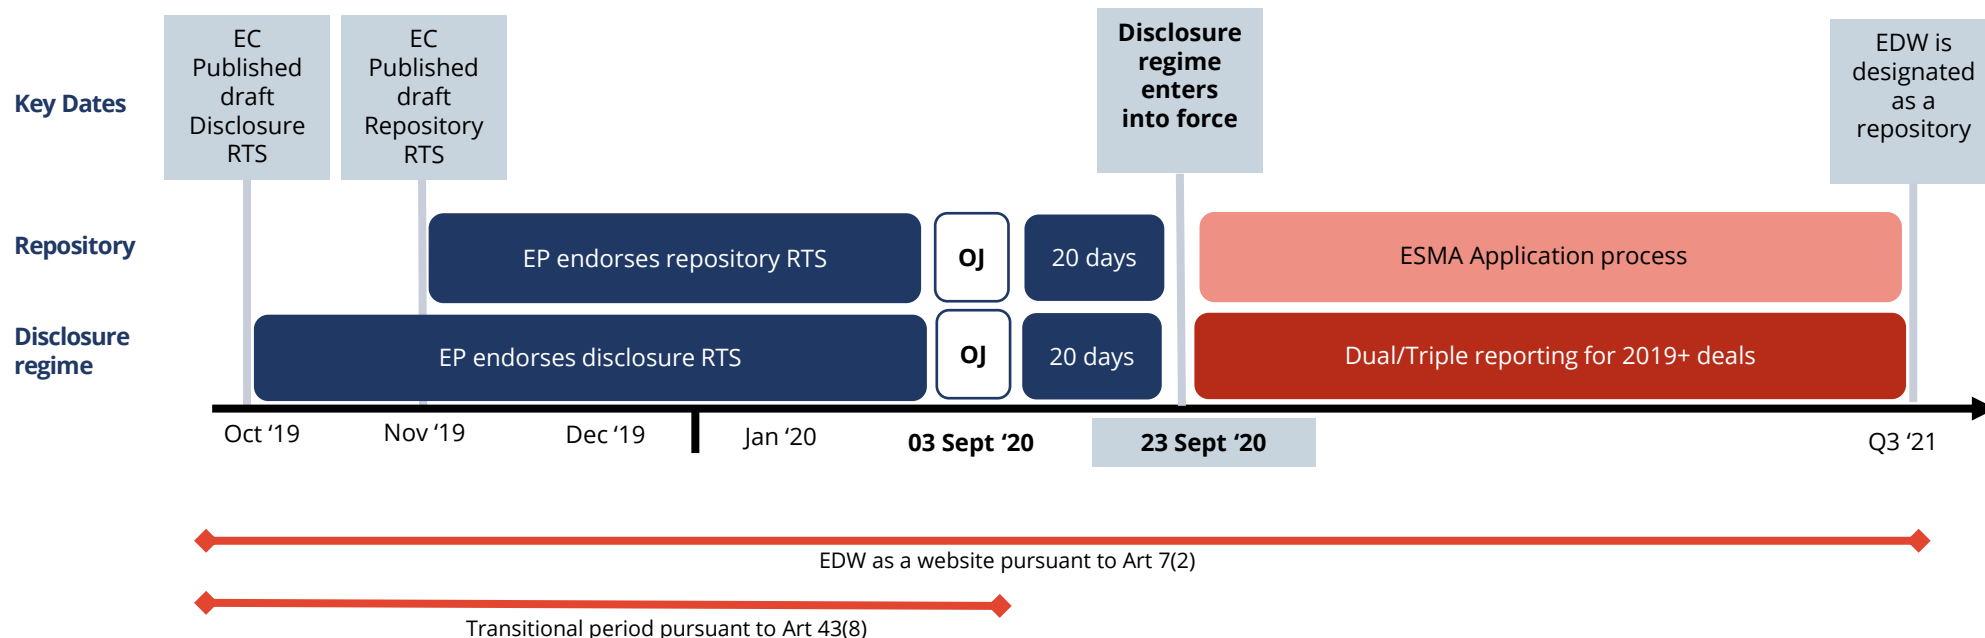 Key Dates
EC
Published
draft
Disclosure
RTS
EC
Published
draft
Repository
RTS
Disclosure
regime
enters
into force
EDW is
designated
as a
repository
Repository
EP endorses repository RTS
OJ
20 days
ESMA Application process
Disclosure
regime
EP endorses disclosure RTS
OJ
20 days
Dual/Triple reporting for 2019+ deals
Oct ‘19
Nov ‘19
Dec ‘19
Jan ‘20
03 Sept ‘20
23 Sept ‘20
Q3 ‘21
EDW as a website pursuant to Art 7(2)
Transitional period pursuant to Art 43(8)